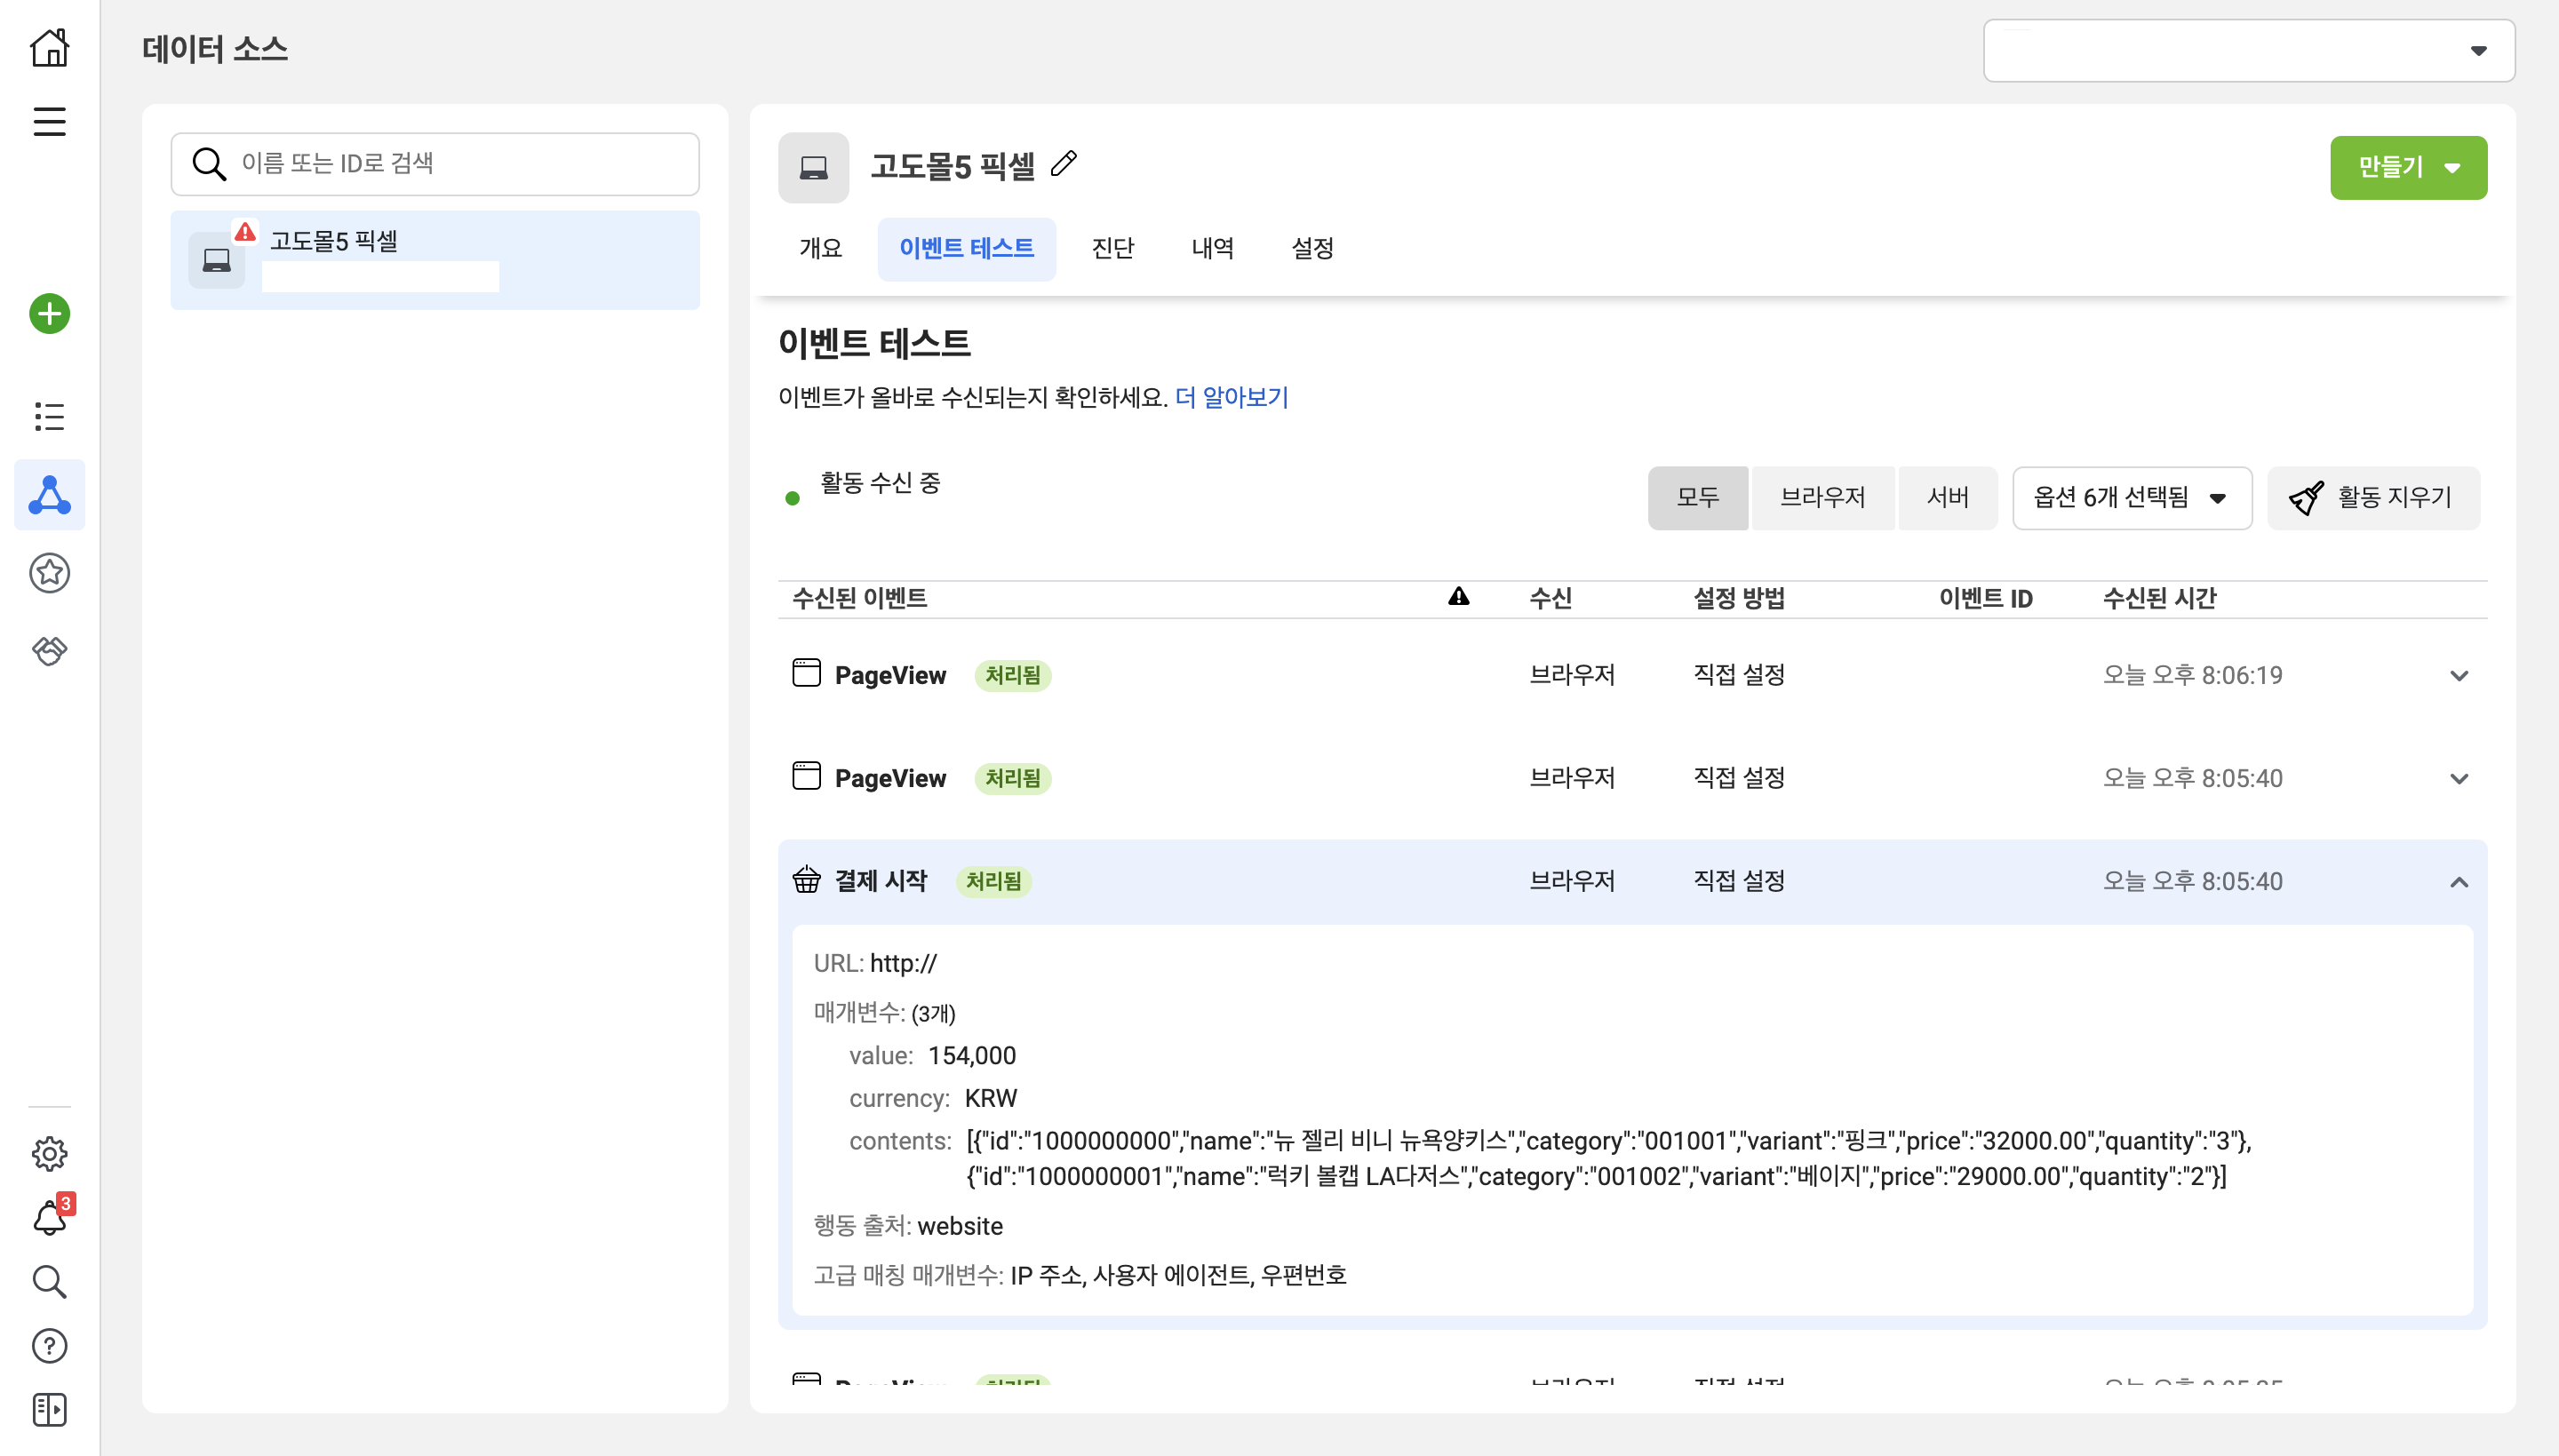 데이터 소스
이름 또는 ID로 검색
고도몰5 픽셀
고도몰5 픽셀
만들기
개요 이벤트 테스트 진단 내역 설정
이벤트 테스트
이벤트가 올바로 수신되는지 확인하세요. 더 알아보기
활동 수신 중
모두 브라우저 서버 옵션 6개 선택됨 활동 지우기
수신된 이벤트 수신 설정 방법 이벤트 ID 수신된 시간
PageView 처리됨 브라우저 직접 설정 오늘 오후 8:06:19
PageView 처리됨 브라우저 직접 설정 오늘 오후 8:05:40
결제 시작 처리됨 브라우저 직접 설정 오늘 오후 8:05:40
URL: http://
매개변수: (3개)
value: 154,000
currency: KRW
contents: [{"id":"1000000000","name":"뉴 젤리 비니 뉴욕양키스","category":"001001","variant":"핑크","price":"32000.00","quantity":"3"},
{"id":"1000000001","name":"럭키 볼캡 LA다저스","category":"001002","variant":"베이지","price":"29000.00","quantity":"2"}]
행동 출처: website
고급 매칭 매개변수: IP 주소, 사용자 에이전트, 우편번호
PageView 처리됨 브라우저 직접 설정
3